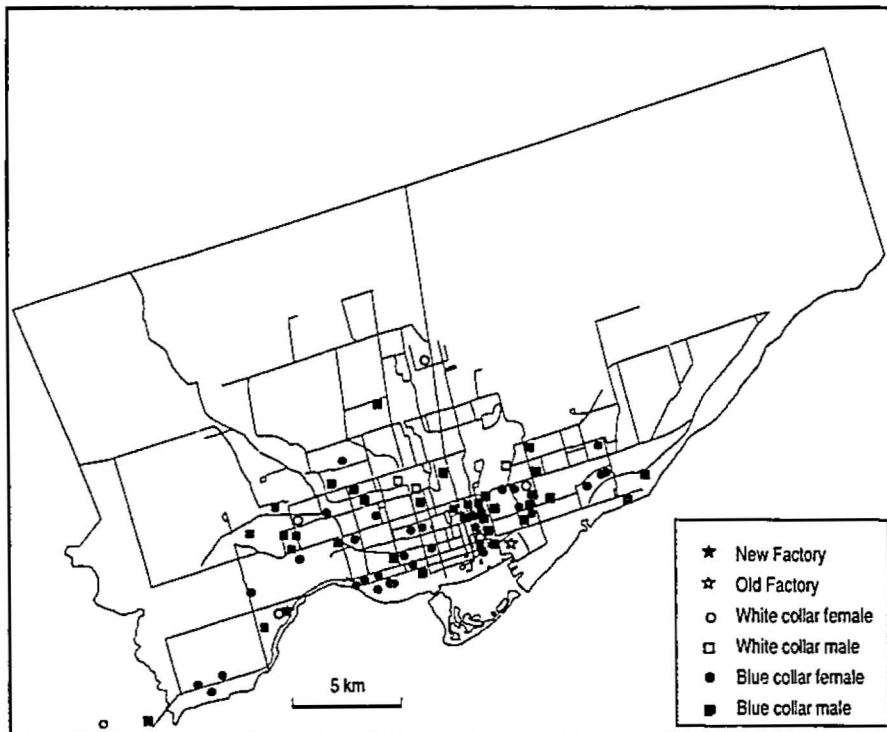 5 km
New Factory
Old Factory
White collar female
White collar male
Blue collar female
Blue collar male